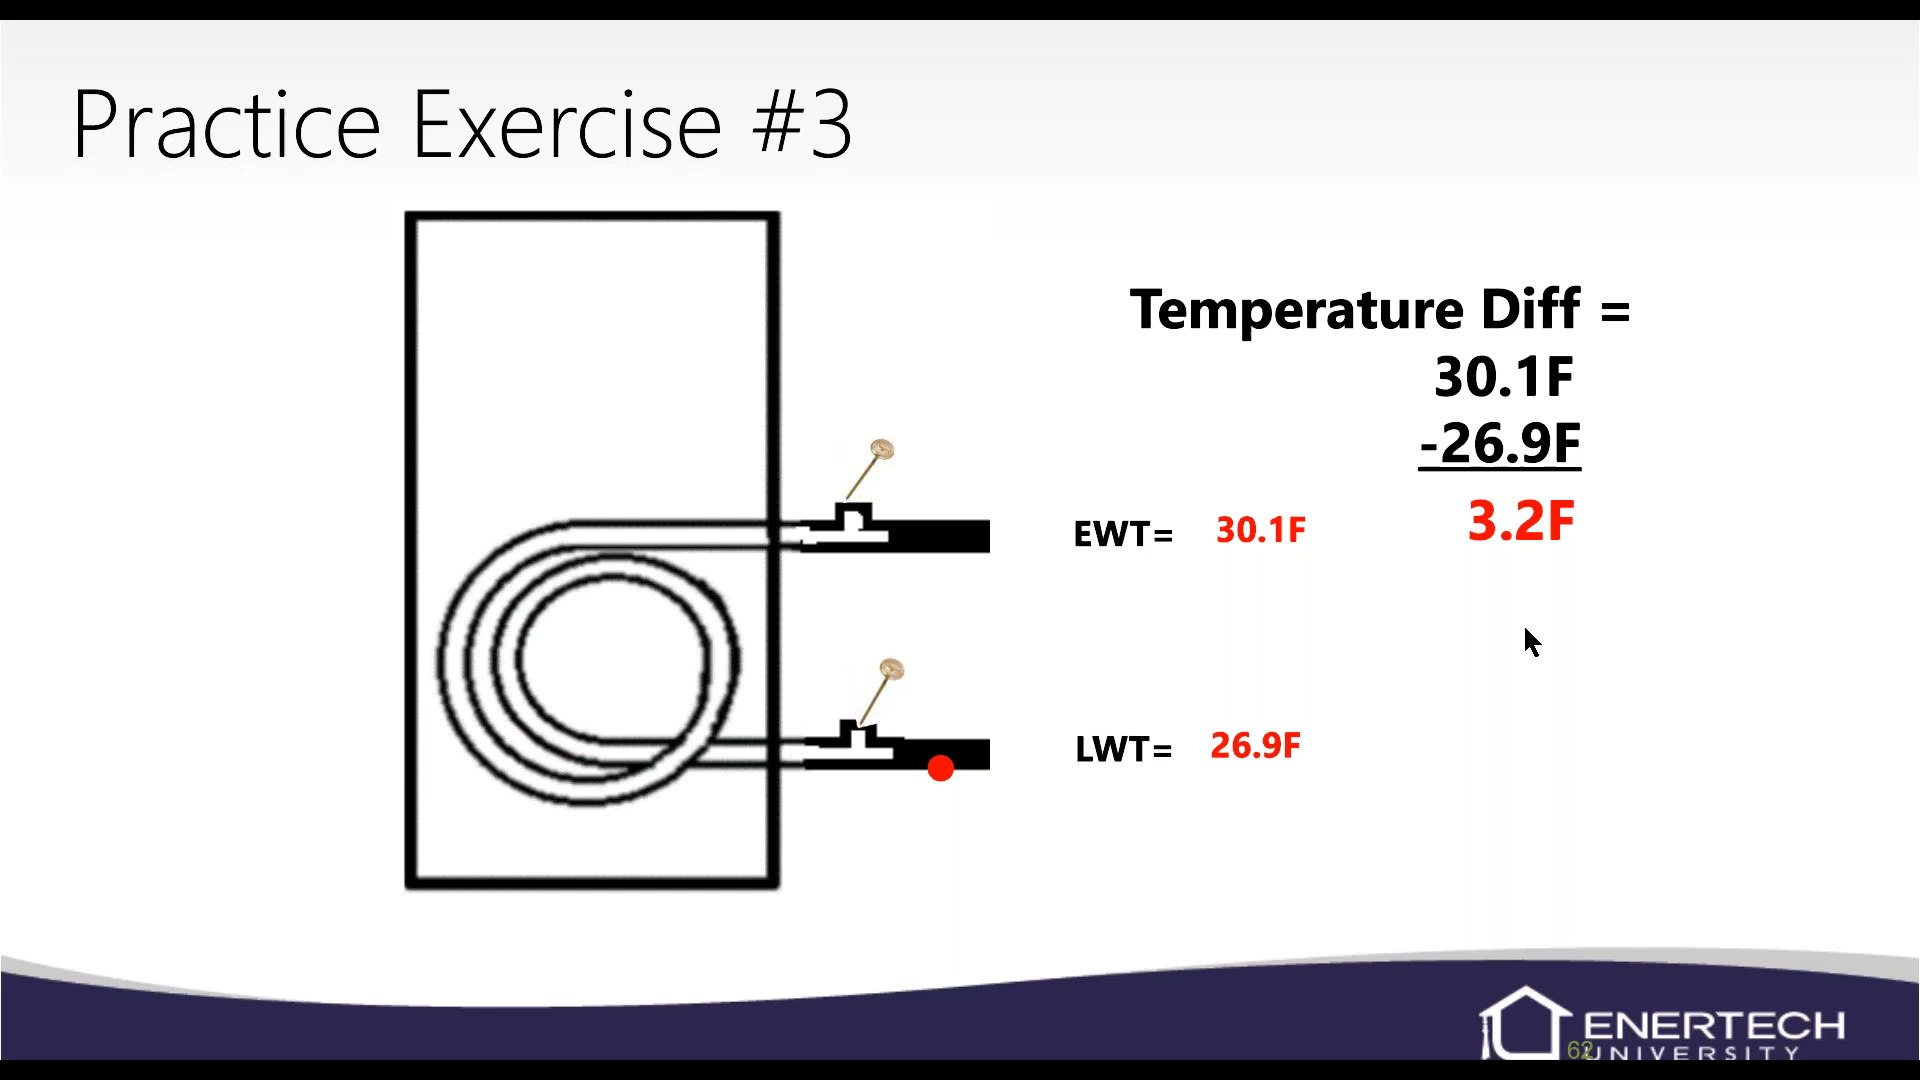 Practice Exercise #3
Temperature Diff =
30.1F
-26.9F
3.2F
EWT= 30.1F
LWT= 26.9F
ENERTECH
UNIVERSITY
62